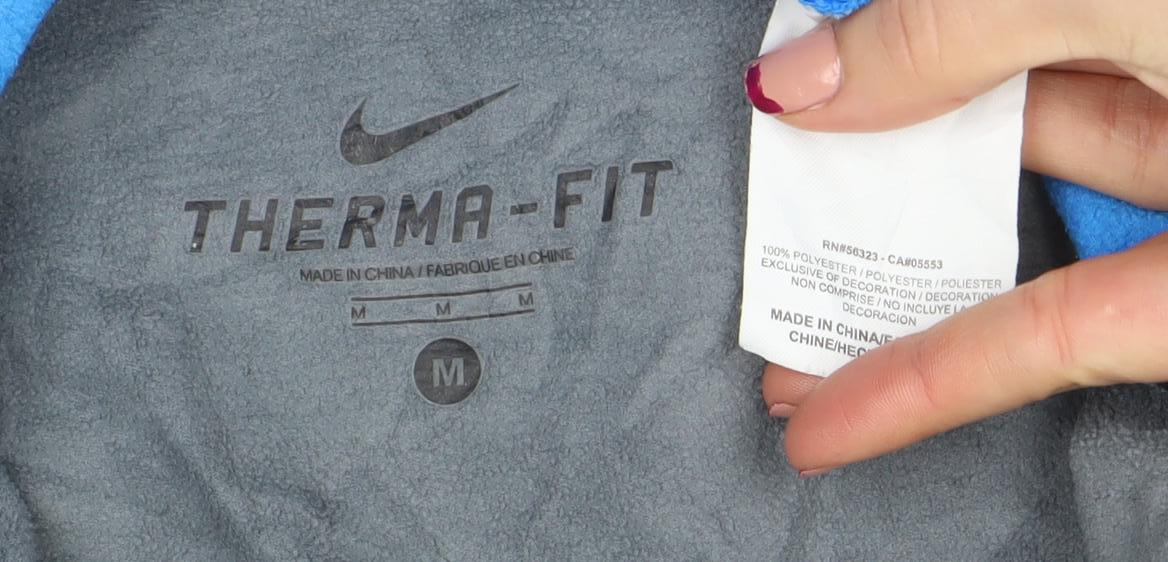 THERMA-FIT
MADE IN CHINA / FABRIQUE EN CHINE
M M M
M
RN#56323 - CA#05553
100% POLYESTER / POLYESTER / POLIESTER
EXCLUSIVE OF DECORATION / DECORATION
NON COMPRISE / NO INCLUYE LA
DECORACION
MADE IN CHINA/
CHINE/